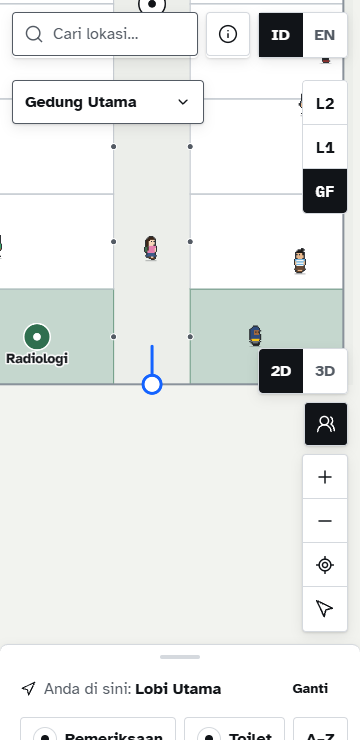 Cari lokasi...
ID
EN
Gedung Utama
L2
L1
GF
Radiologi
2D
3D
Anda di sini: Lobi Utama
Ganti
Pemeriksaan
Toilet
A–Z